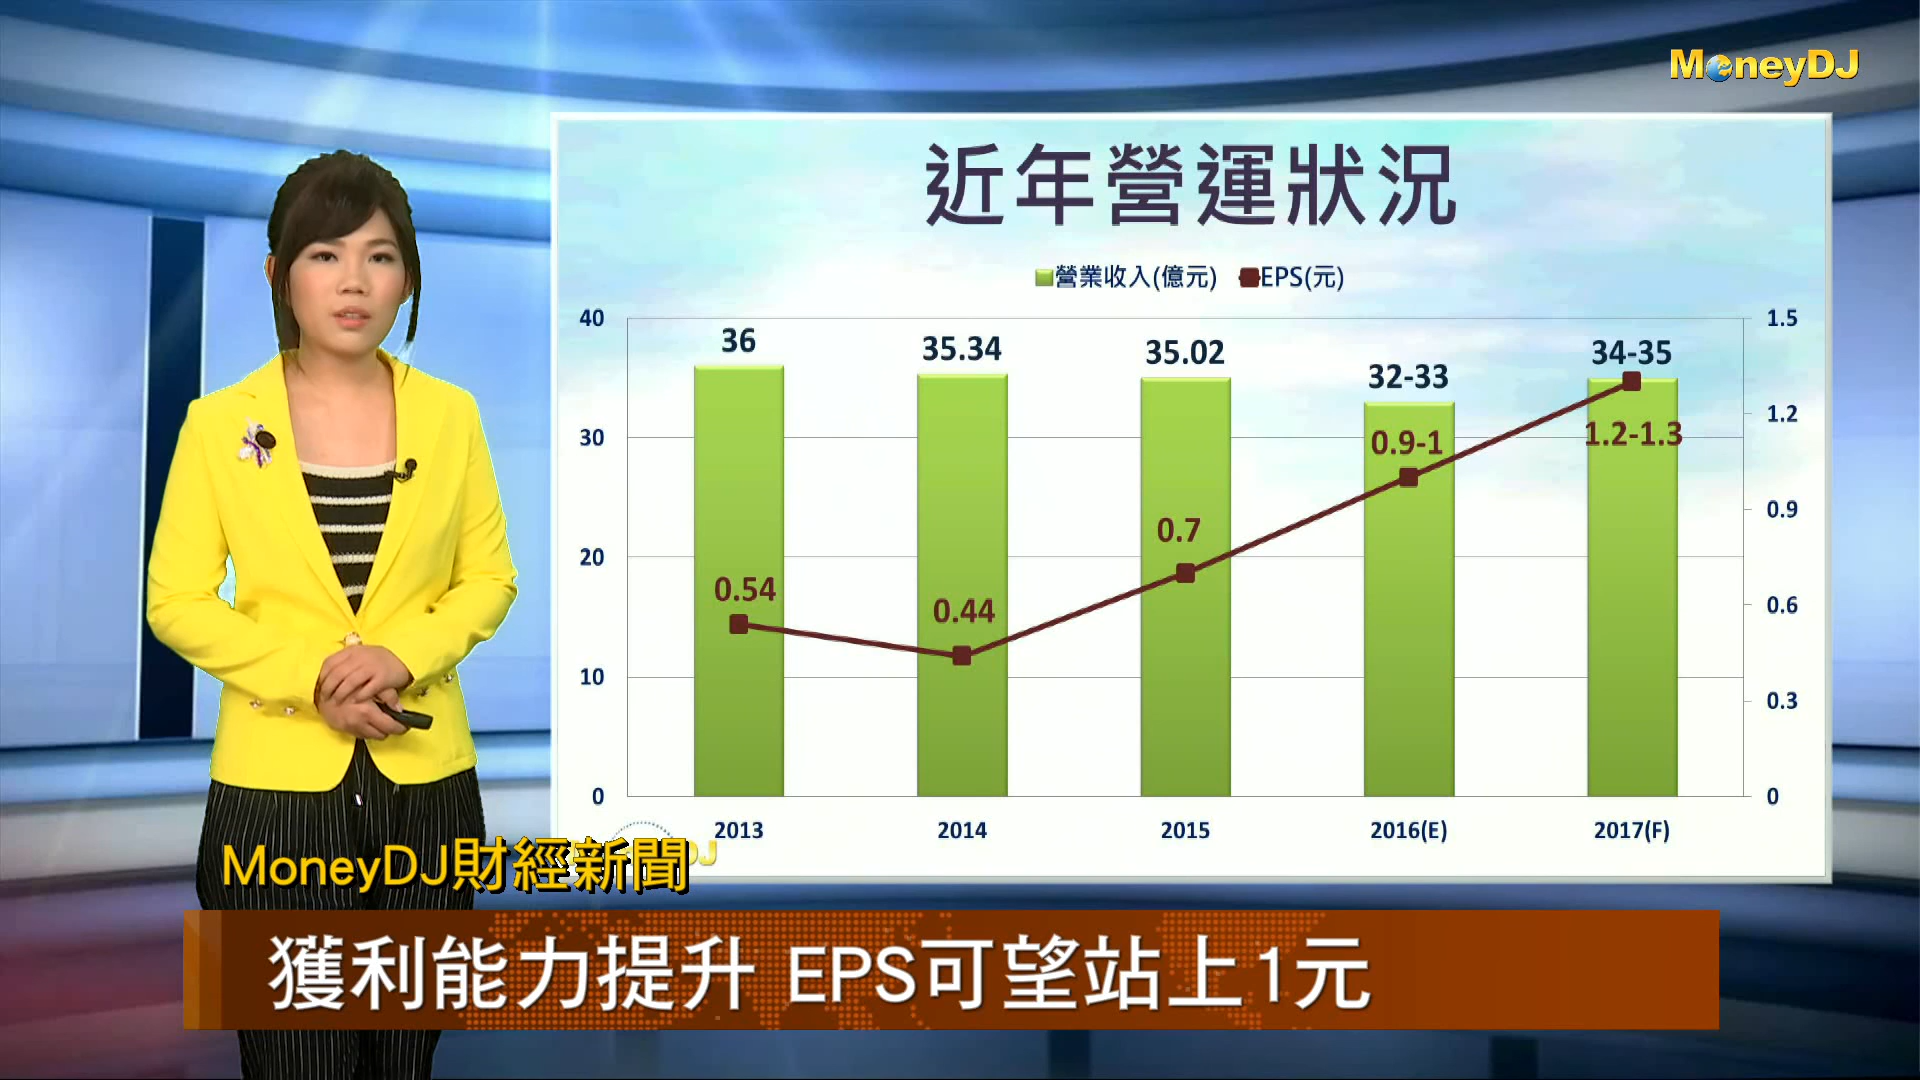 MoneyDJ
近年營運狀況
營業收入(億元) EPS(元)
40 1.5
36 35.34 35.02 32-33 34-35
1.2
30 0.9-1 1.2-1.3
0.9
20 0.54 0.44 0.7
0.6
10
0.3
0 0
2013 2014 2015 2016(E) 2017(F)
MoneyDJ財經新聞
獲利能力提升 EPS可望站上1元